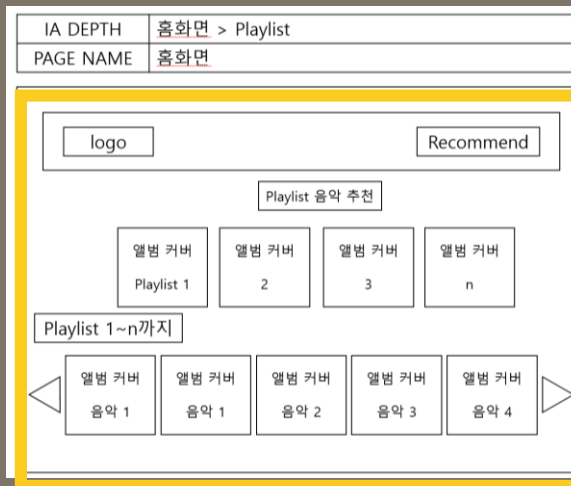 IA DEPTH 홈화면 > Playlist
PAGE NAME 홈화면
logo Recommend
Playlist 음악 추천
앨범 커버 앨범 커버 앨범 커버 앨범 커버
Playlist 1 2 3 n
Playlist 1~n까지
앨범 커버 앨범 커버 앨범 커버 앨범 커버 앨범 커버
음악 1 음악 1 음악 2 음악 3 음악 4